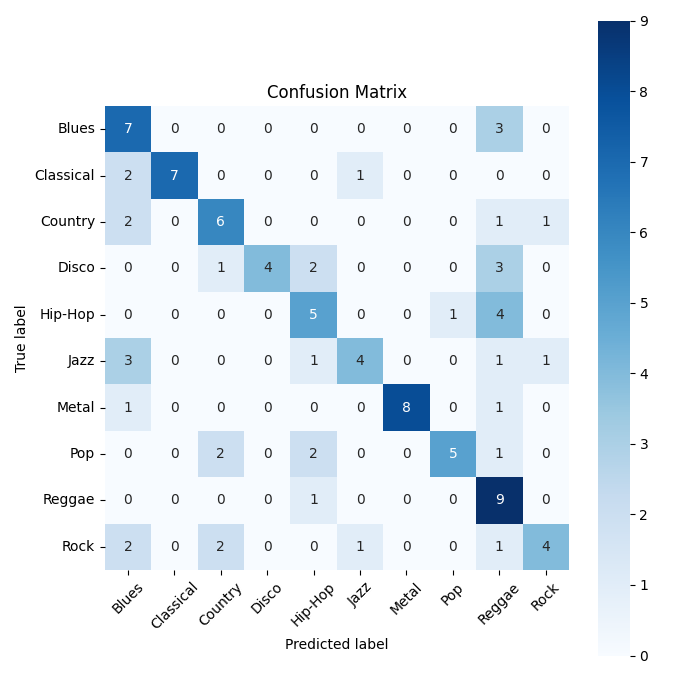 Confusion Matrix
Blues 7 0 0 0 0 0 0 0 3 0
Classical 2 7 0 0 0 1 0 0 0 0
Country 2 0 6 0 0 0 0 0 1 1
Disco 0 0 1 4 2 0 0 0 3 0
Hip-Hop 0 0 0 0 5 0 0 1 4 0
Jazz 3 0 0 0 1 4 0 0 1 1
Metal 1 0 0 0 0 0 8 0 1 0
Pop 0 0 2 0 2 0 0 5 1 0
Reggae 0 0 0 0 1 0 0 0 9 0
Rock 2 0 2 0 0 1 0 0 1 4
Blues Classical Country Disco Hip-Hop Jazz Metal Pop Reggae Rock
Predicted label
True label
9
8
7
6
5
4
3
2
1
0